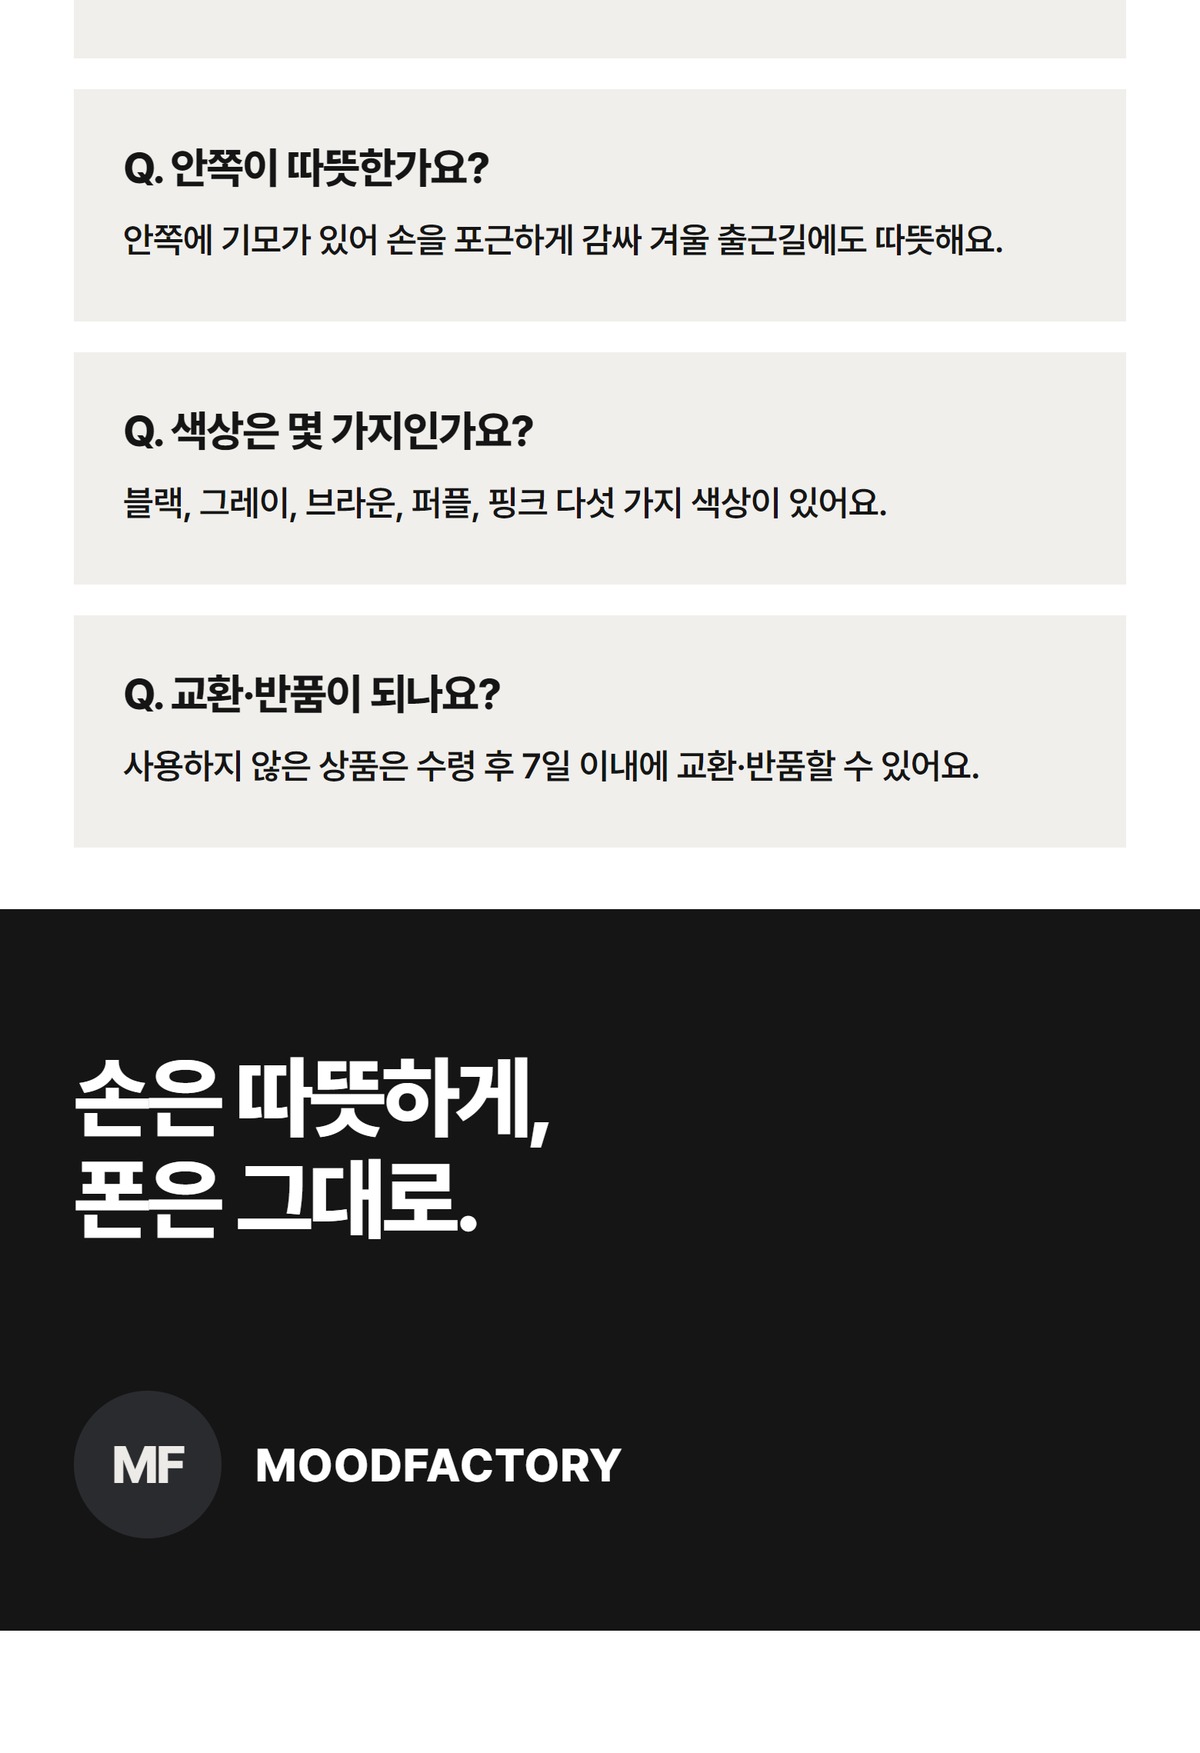 Q. 안쪽이 따뜻한가요?
안쪽에 기모가 있어 손을 포근하게 감싸 겨울 출근길에도 따뜻해요.
Q. 색상은 몇 가지인가요?
블랙, 그레이, 브라운, 퍼플, 핑크 다섯 가지 색상이 있어요.
Q. 교환·반품이 되나요?
사용하지 않은 상품은 수령 후 7일 이내에 교환·반품할 수 있어요.
손은 따뜻하게,
폰은 그대로.
MF MOODFACTORY